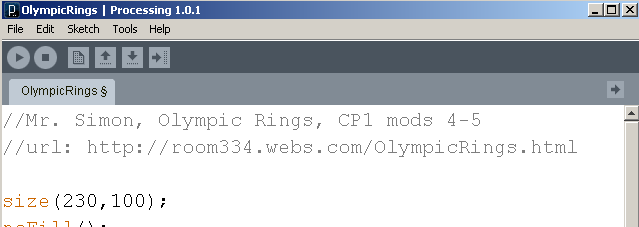 OlympicRings | Processing 1.0.1
File Edit Sketch Tools Help
OlympicRings §
//Mr. Simon, Olympic Rings, CP1 mods 4-5
//url: http://room334.webs.com/OlympicRings.html
size(230,100);
noFill();